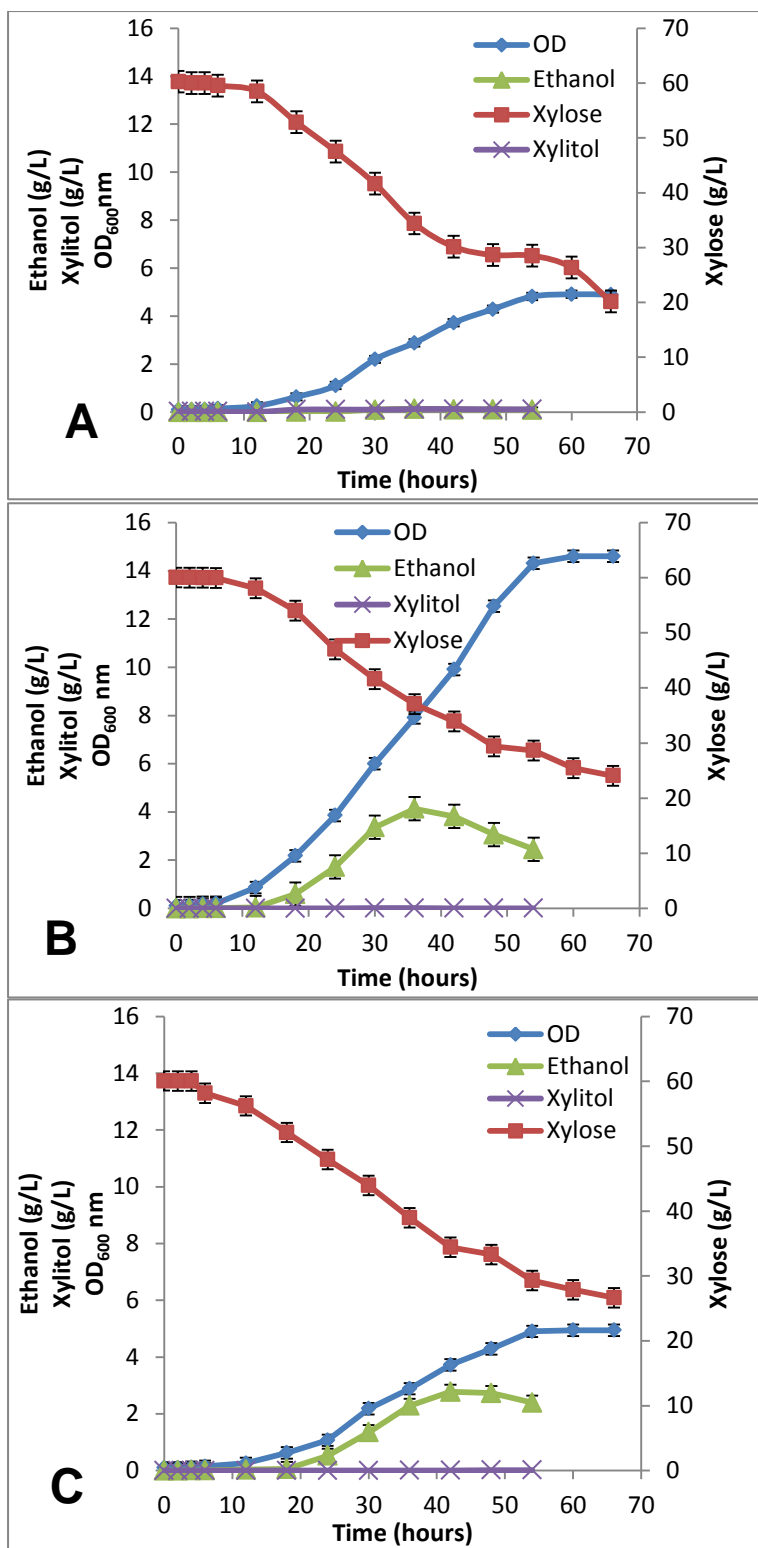 16
14
12
10
8
6
4
2
0
Ethanol (g/L)
Xylitol (g/L)
OD600nm
OD
Ethanol
Xylose
Xylitol
70
60
50
40
30
20
10
0
Xylose (g/L)
0 10 20 30 40 50 60 70
Time (hours)
A
16
14
12
10
8
6
4
2
0
Ethanol (g/L)
Xylitol (g/L)
OD600 nm
OD
Ethanol
Xylitol
Xylose
70
60
50
40
30
20
10
0
Xylose (g/L)
0 10 20 30 40 50 60 70
Time (hours)
B
16
14
12
10
8
6
4
2
0
Ethanol (g/L)
Xylitol (g/L)
OD600 nm
OD
Ethanol
Xylitol
Xylose
70
60
50
40
30
20
10
0
Xylose (g/L)
0 10 20 30 40 50 60 70
Time (hours)
C